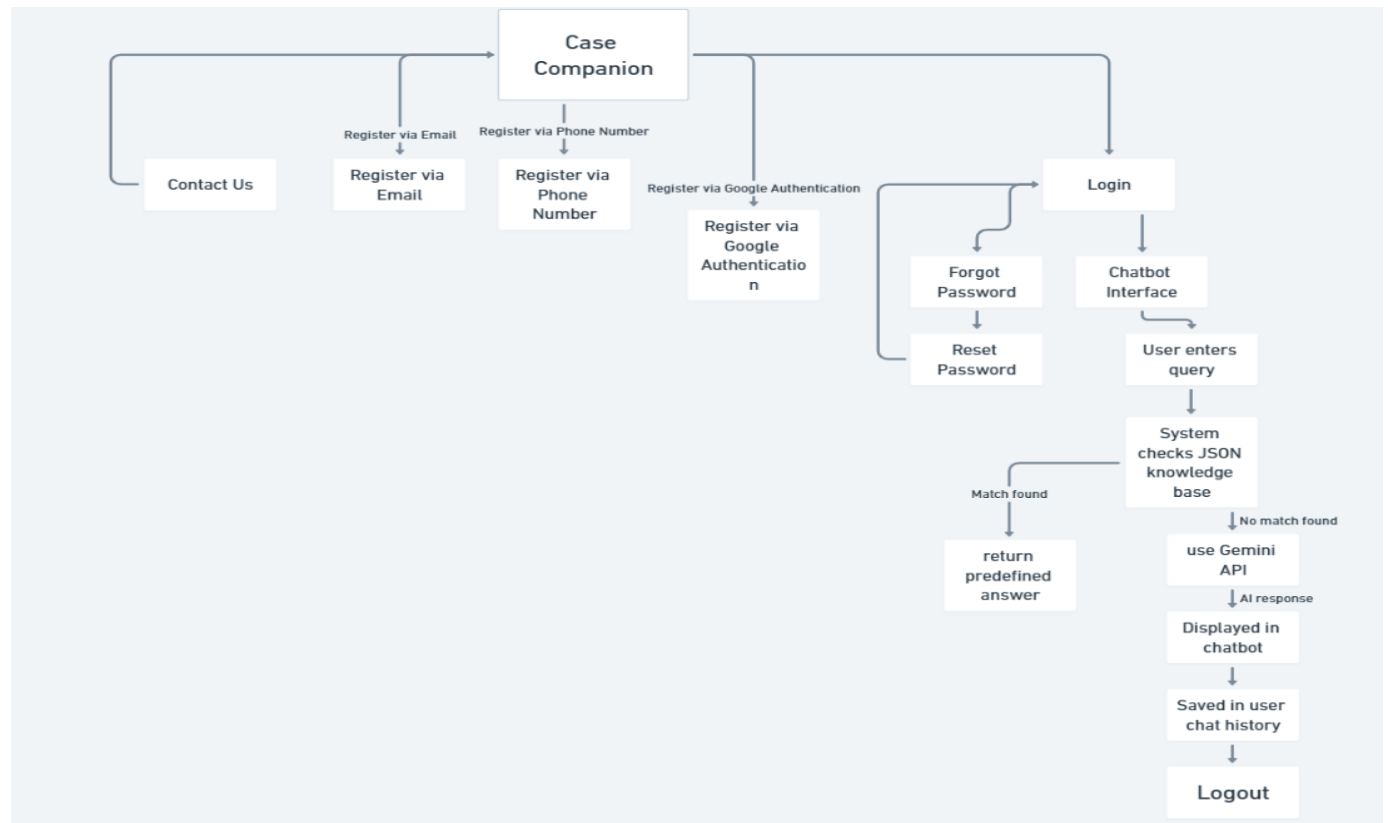 Case
Companion
Register via Email
Register via Phone Number
Contact Us
Register via
Email
Register via
Phone
Number
Register via Google Authentication
Login
Register via
Google
Authenticatio
n
Forgot
Password
Chatbot
Interface
Reset
Password
User enters
query
System
checks JSON
knowledge
base
Match found
No match found
return
predefined
answer
use Gemini
API
AI response
Displayed in
chatbot
Saved in user
chat history
Logout